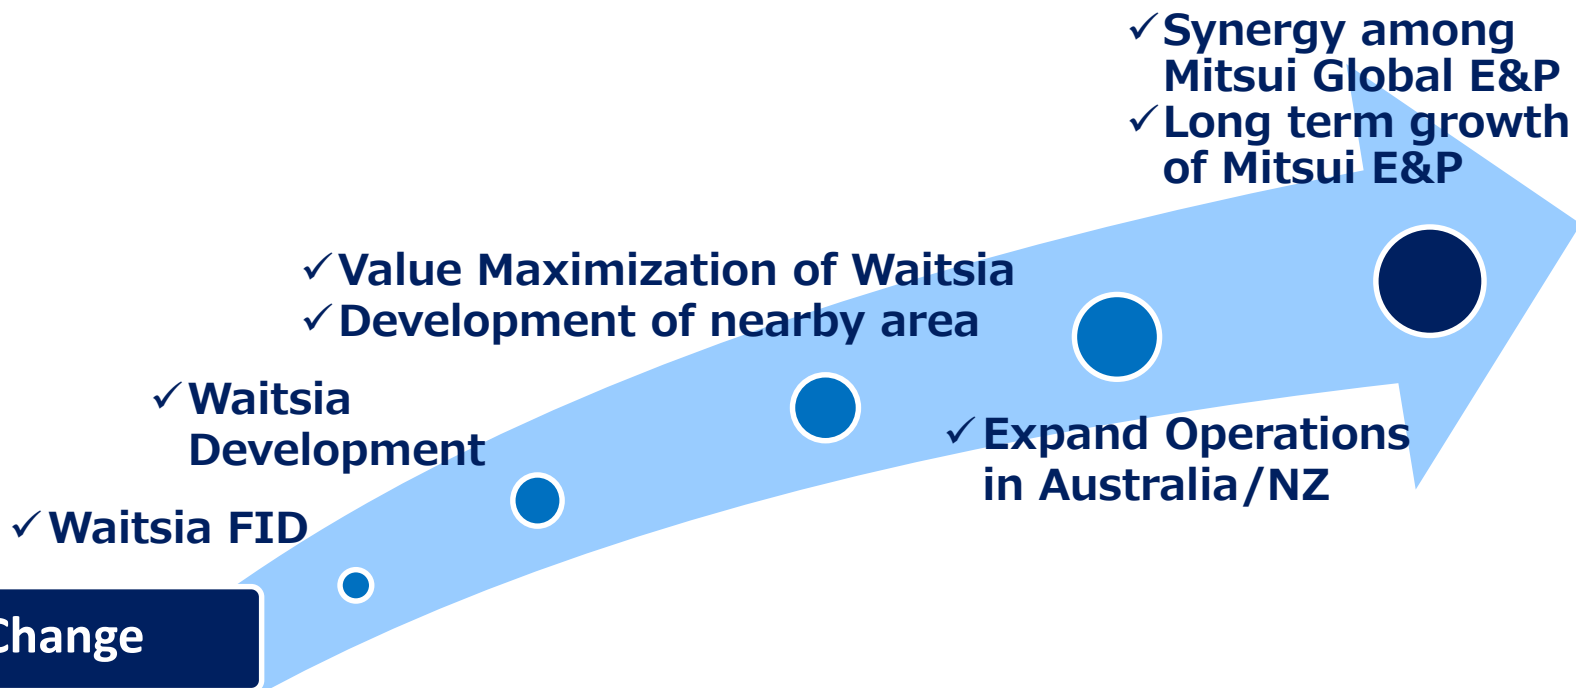 ✓Synergy among
Mitsui Global E&P
✓Long term growth
of Mitsui E&P
✓Value Maximization of Waitsia
✓Development of nearby area
✓Waitsia
Development
✓Expand Operations
in Australia/NZ
✓Waitsia FID
Change